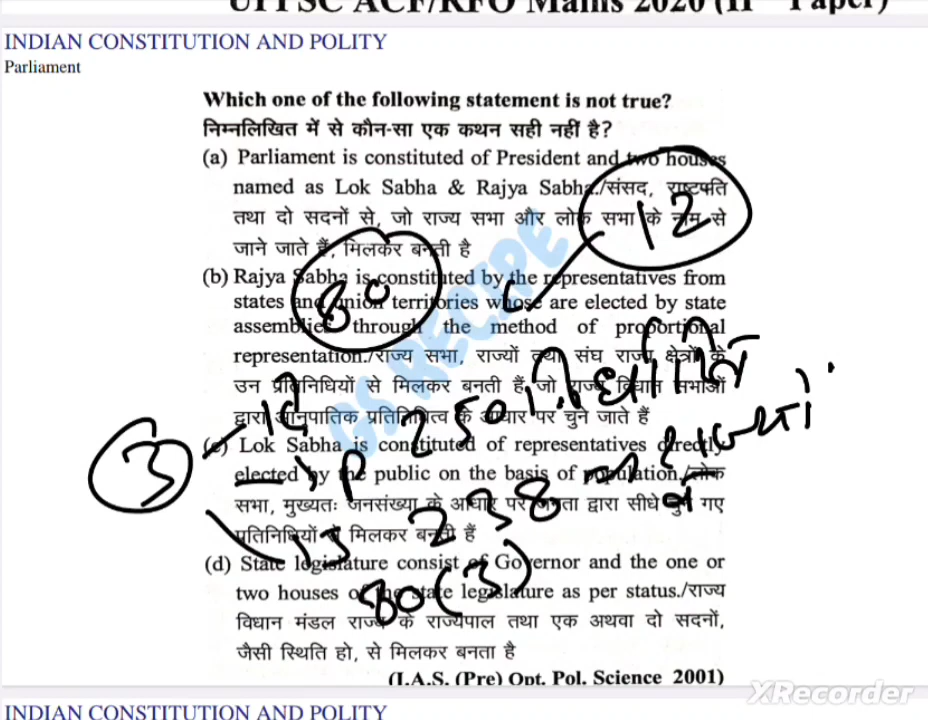 UPPSC ACF/RFO Mains 2020 (IInd Paper)
INDIAN CONSTITUTION AND POLITY
Parliament
Which one of the following statement is not true?
निम्नलिखित में से कौन-सा एक कथन सही नहीं है?
(a) Parliament is constituted of President and two houses
named as Lok Sabha & Rajya Sabha./संसद, राष्ट्रपति
तथा दो सदनों से, जो राज्य सभा और लोक सभा के नाम से
जाने जाते हैं, मिलकर बनती है
12
(b) Rajya Sabha is constituted by the representatives from
states and union territories whose are elected by state
assemblies through the method of proportional
representation./राज्य सभा, राज्यों तथा संघ राज्य क्षेत्रों के
उन प्रतिनिधियों से मिलकर बनती हैं, जो राज्य विधान सभाओं
द्वारा आनुपातिक प्रतिनिधित्व के आधार पर चुने जाते हैं
80
(c) Lok Sabha is constituted of representatives directly
elected by the public on the basis of population./लोक
सभा, मुख्यतः जनसंख्या के आधार पर जनता द्वारा सीधे चुने गए
प्रतिनिधियों से मिलकर बनती हैं
3
250
238
80 (3)
(d) State legislature consist of Governor and the one or
two houses of the state legislature as per status./राज्य
विधान मंडल राज्य के राज्यपाल तथा एक अथवा दो सदनों,
जैसी स्थिति हो, से मिलकर बनता है
(I.A.S. (Pre) Opt. Pol. Science 2001)
GS RECIPE
XRecorder
INDIAN CONSTITUTION AND POLITY